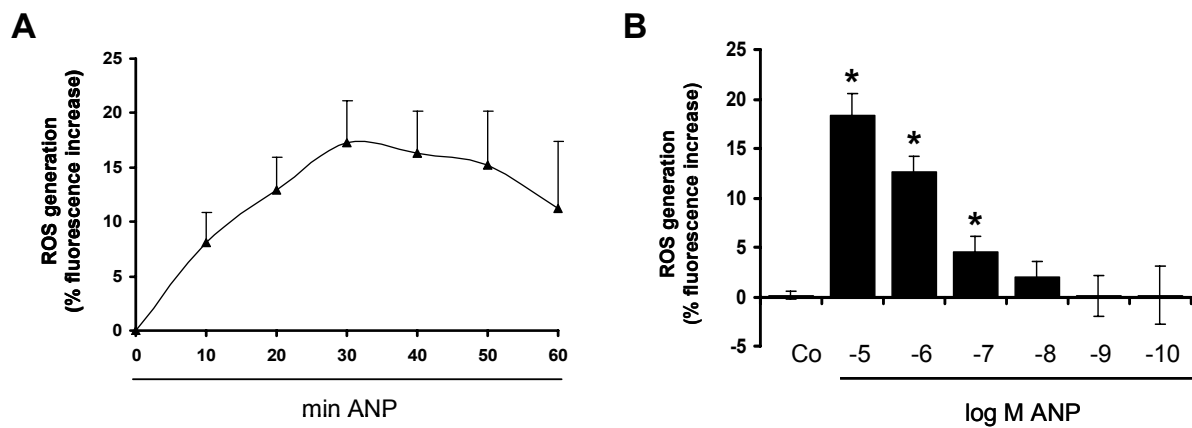 A
ROS generation
(% fluorescence increase)
25
20
15
10
5
0
0 10 20 30 40 50 60
min ANP
B
ROS generation
(% fluorescence increase)
25
20
15
10
5
0
-5
* * *
Co -5 -6 -7 -8 -9 -10
log M ANP